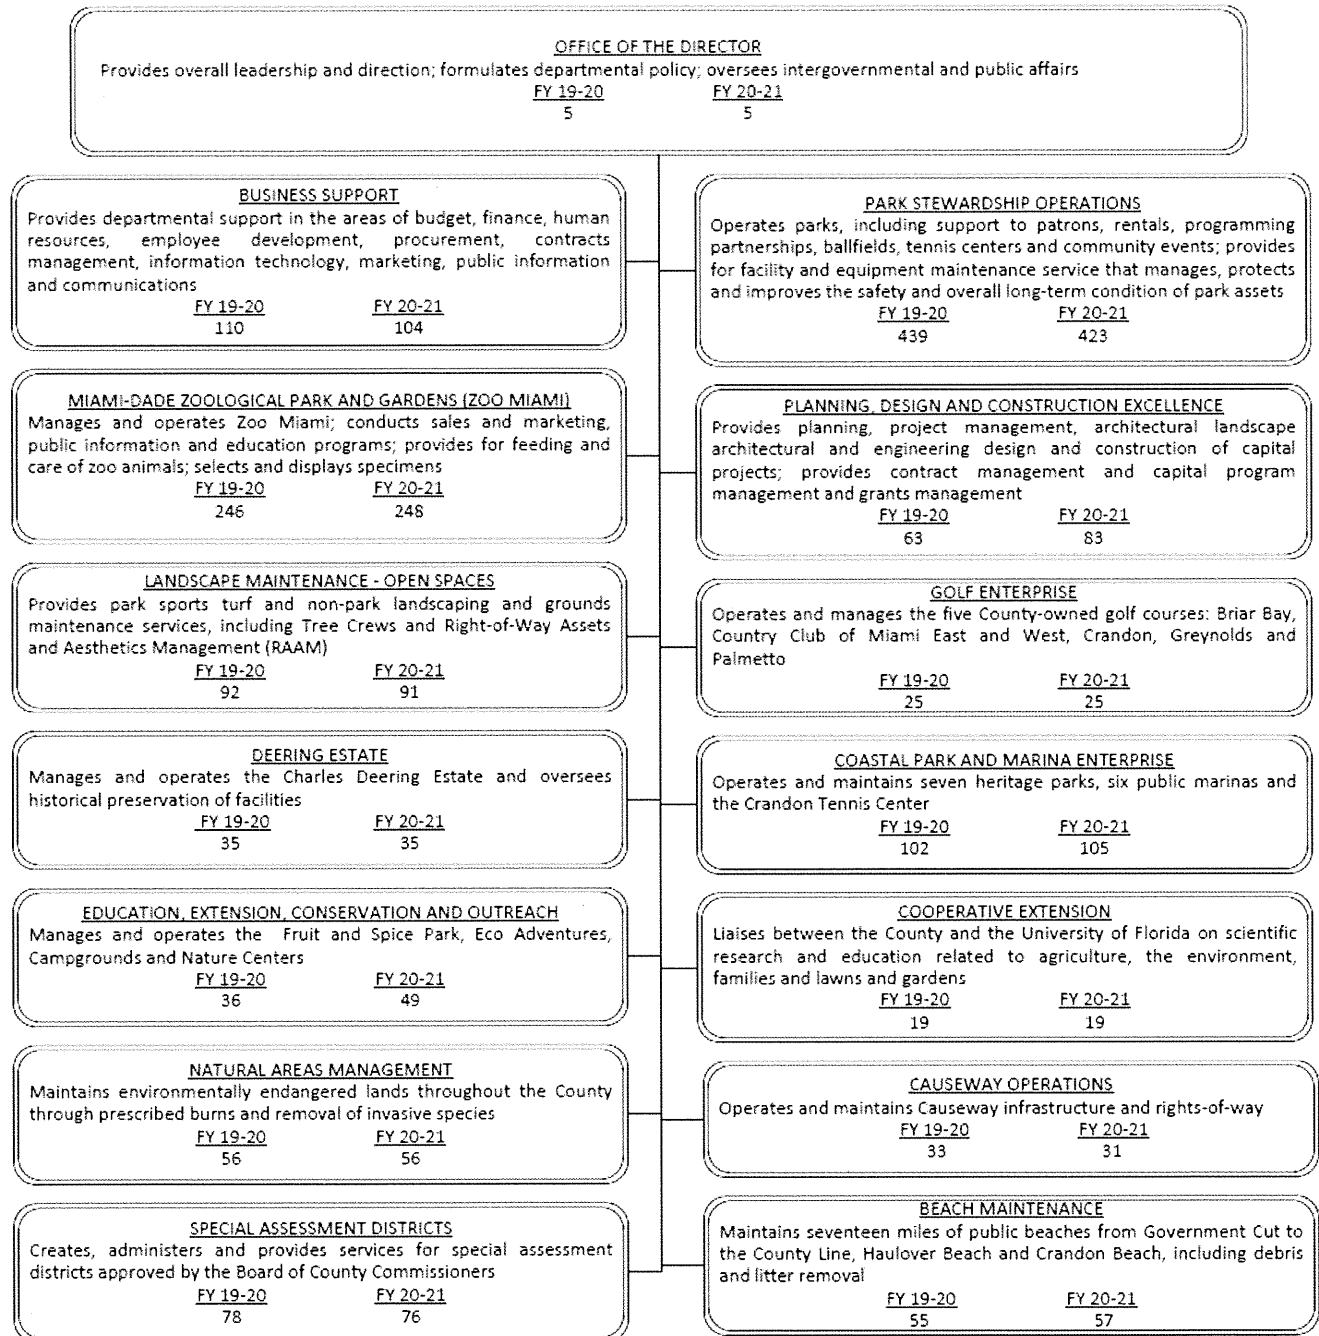 OFFICE OF THE DIRECTOR
Provides overall leadership and direction; formulates departmental policy; oversees intergovernmental and public affairs
FY 19-20 FY 20-21
5 5
BUSINESS SUPPORT
Provides departmental support in the areas of budget, finance, human
resources, employee development, procurement, contracts
management, information technology, marketing, public information
and communications
FY 19-20 FY 20-21
110 104
PARK STEWARDSHIP OPERATIONS
Operates parks, including support to patrons, rentals, programming
partnerships, ballfields, tennis centers and community events; provides
for facility and equipment maintenance service that manages, protects
and improves the safety and overall long-term condition of park assets
FY 19-20 FY 20-21
439 423
MIAMI-DADE ZOOLOGICAL PARK AND GARDENS (ZOO MIAMI)
Manages and operates Zoo Miami; conducts sales and marketing,
public information and education programs; provides for feeding and
care of zoo animals; selects and displays specimens
FY 19-20 FY 20-21
246 248
PLANNING, DESIGN AND CONSTRUCTION EXCELLENCE
Provides planning, project management, architectural landscape
architectural and engineering design and construction of capital
projects; provides contract management and capital program
management and grants management
FY 19-20 FY 20-21
63 83
LANDSCAPE MAINTENANCE - OPEN SPACES
Provides park sports turf and non-park landscaping and grounds
maintenance services, including Tree Crews and Right-of-Way Assets
and Aesthetics Management (RAAM)
FY 19-20 FY 20-21
92 91
GOLF ENTERPRISE
Operates and manages the five County-owned golf courses: Briar Bay,
Country Club of Miami East and West, Crandon, Greynolds and
Palmetto
FY 19-20 FY 20-21
25 25
DEERING ESTATE
Manages and operates the Charles Deering Estate and oversees
historical preservation of facilities
FY 19-20 FY 20-21
35 35
COASTAL PARK AND MARINA ENTERPRISE
Operates and maintains seven heritage parks, six public marinas and
the Crandon Tennis Center
FY 19-20 FY 20-21
102 105
EDUCATION, EXTENSION, CONSERVATION AND OUTREACH
Manages and operates the Fruit and Spice Park, Eco Adventures,
Campgrounds and Nature Centers
FY 19-20 FY 20-21
36 49
COOPERATIVE EXTENSION
Liaises between the County and the University of Florida on scientific
research and education related to agriculture, the environment,
families and lawns and gardens
FY 19-20 FY 20-21
19 19
NATURAL AREAS MANAGEMENT
Maintains environmentally endangered lands throughout the County
through prescribed burns and removal of invasive species
FY 19-20 FY 20-21
56 56
CAUSEWAY OPERATIONS
Operates and maintains Causeway infrastructure and rights-of-way
FY 19-20 FY 20-21
33 31
SPECIAL ASSESSMENT DISTRICTS
Creates, administers and provides services for special assessment
districts approved by the Board of County Commissioners
FY 19-20 FY 20-21
78 76
BEACH MAINTENANCE
Maintains seventeen miles of public beaches from Government Cut to
the County Line, Haulover Beach and Crandon Beach, including debris
and litter removal
FY 19-20 FY 20-21
55 57